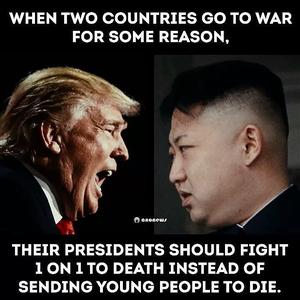 WHEN TWO COUNTRIES GO TO WAR
FOR SOME REASON,
THEIR PRESIDENTS SHOULD FIGHT
1 ON 1 TO DEATH INSTEAD OF
SENDING YOUNG PEOPLE TO DIE.